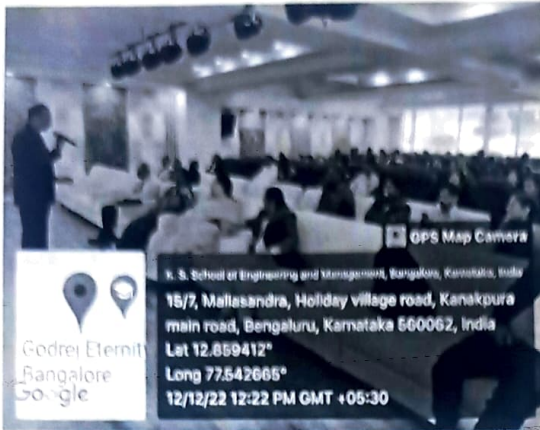 GPS Map Camera
K. S. School of Engineering and Management, Bangalore, Karnataka, India
15/7, Mallasandra, Holiday village road, Kanakpura
main road, Bengaluru, Karnataka 560062, India
Lat 12.859412°
Long 77.542665°
12/12/22 12:22 PM GMT +05:30
Godrej Eternit
Bangalore
Google